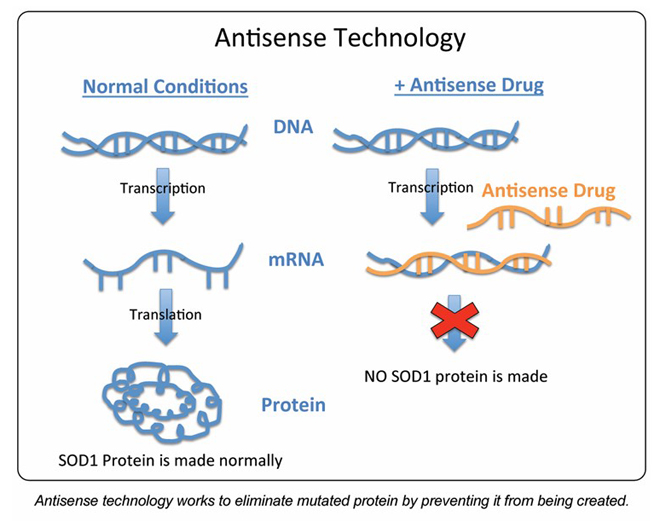 Antisense Technology
Normal Conditions
+ Antisense Drug
DNA
Transcription
Transcription
Antisense Drug
mRNA
Translation
NO SOD1 protein is made
Protein
SOD1 Protein is made normally
Antisense technology works to eliminate mutated protein by preventing it from being created.